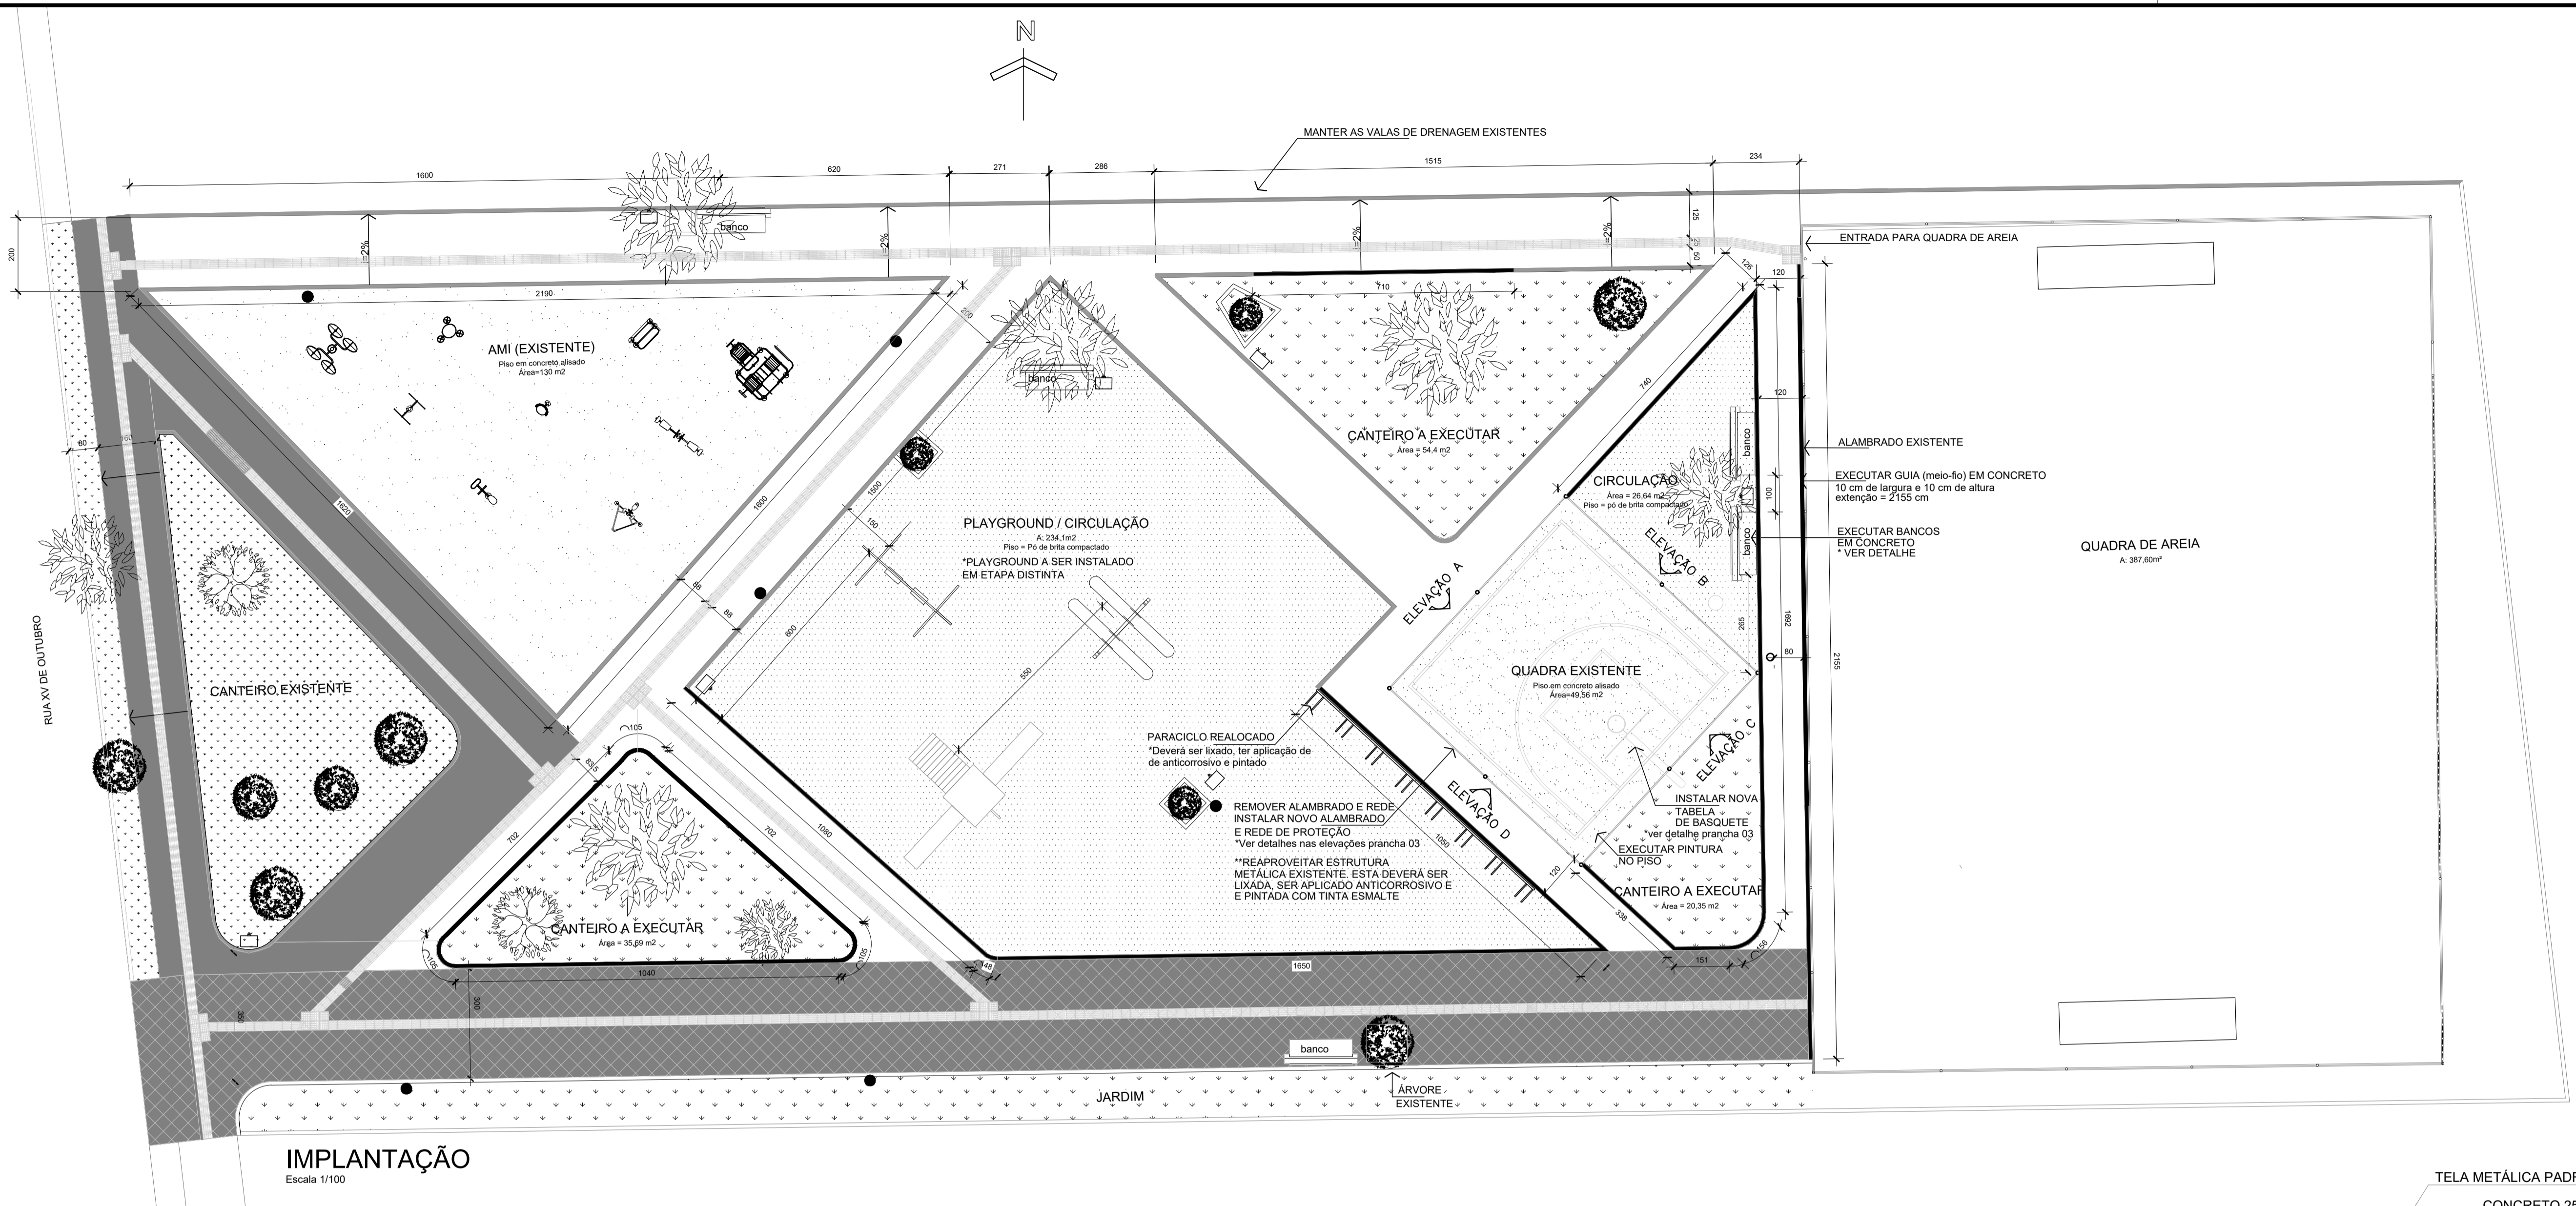 N
MANTER AS VALAS DE DRENAGEM EXISTENTES
1600
620
271
286
1515
234
200
i=2%
i=2%
i=2%
i=2%
125
25
50
banco
ENTRADA PARA QUADRA DE AREIA
2190
200
710
126
120
AMI (EXISTENTE)
Piso em concreto alisado
Área=130 m2
banco
740
120
60
160
CANTEIRO A EXECUTAR
Área = 54,4 m2
banco
ALAMBRADO EXISTENTE
1620
1600
1500
150
CIRCULAÇÃO
Área = 26,64 m2
Piso = pó de brita compactado
100
EXECUTAR GUIA (meio-fio) EM CONCRETO
10 cm de largura e 10 cm de altura
extenção = 2155 cm
PLAYGROUND / CIRCULAÇÃO
A: 234,1m2
Piso = Pó de brita compactado
*PLAYGROUND A SER INSTALADO
EM ETAPA DISTINTA
banco
EXECUTAR BANCOS
EM CONCRETO
* VER DETALHE
QUADRA DE AREIA
A: 387,60m²
ELEVAÇÃO A
ELEVAÇÃO B
88
88
600
550
265
1692
80
2155
RUA XV DE OUTUBRO
CANTEIRO EXISTENTE
QUADRA EXISTENTE
Piso em concreto alisado
Área=49,56 m2
105
83,5
PARACICLO REALOCADO
*Deverá ser lixado, ter aplicação de
de anticorrosivo e pintado
ELEVAÇÃO C
ELEVAÇÃO D
702
702
1080
REMOVER ALAMBRADO E REDE
INSTALAR NOVO ALAMBRADO
E REDE DE PROTEÇÃO
*Ver detalhes nas elevações prancha 03
**REAPROVEITAR ESTRUTURA
METÁLICA EXISTENTE. ESTA DEVERÁ SER
LIXADA, SER APLICADO ANTICORROSIVO E
E PINTADA COM TINTA ESMALTE
1050
120
INSTALAR NOVA
TABELA
DE BASQUETE
*ver detalhe prancha 03
EXECUTAR PINTURA
NO PISO
CANTEIRO A EXECUTAR
Área = 20,35 m2
338
CANTEIRO A EXECUTAR
Área = 35,69 m2
105
105
1040
148
1650
151
156
300
350
banco
JARDIM
ÁRVORE
EXISTENTE
IMPLANTAÇÃO
Escala 1/100
TELA METÁLICA PADR